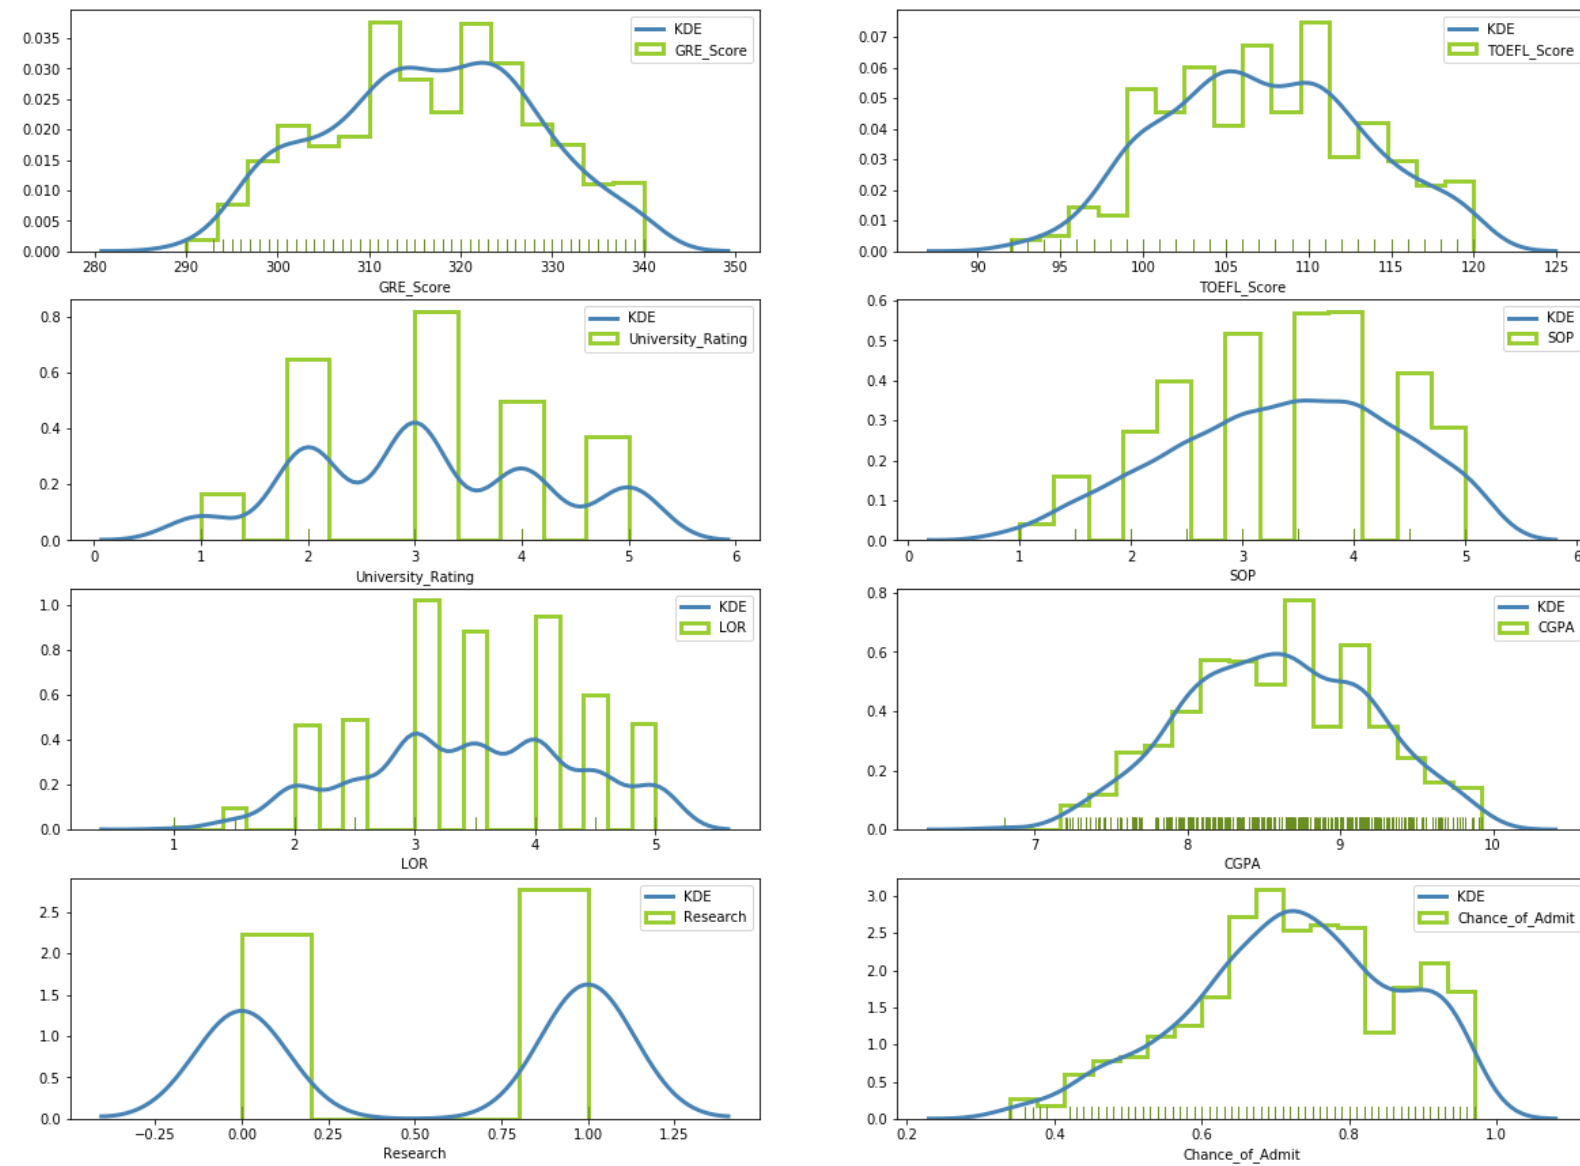 KDE
GRE_Score
0.035
0.030
0.025
0.020
0.015
0.010
0.005
0.000
280 290 300 310 320 330 340 350
GRE_Score
KDE
TOEFL_Score
0.07
0.06
0.05
0.04
0.03
0.02
0.01
0.00
90 95 100 105 110 115 120 125
TOEFL_Score
KDE
University_Rating
0.8
0.6
0.4
0.2
0.0
0 1 2 3 4 5 6
University_Rating
KDE
SOP
0.6
0.5
0.4
0.3
0.2
0.1
0.0
0 1 2 3 4 5 6
SOP
KDE
LOR
1.0
0.8
0.6
0.4
0.2
0.0
1 2 3 4 5
LOR
KDE
CGPA
0.8
0.6
0.4
0.2
0.0
7 8 9 10
CGPA
KDE
Research
2.5
2.0
1.5
1.0
0.5
0.0
−0.25 0.00 0.25 0.50 0.75 1.00 1.25
Research
KDE
Chance_of_Admit
3.0
2.5
2.0
1.5
1.0
0.5
0.0
0.2 0.4 0.6 0.8 1.0
Chance_of_Admit